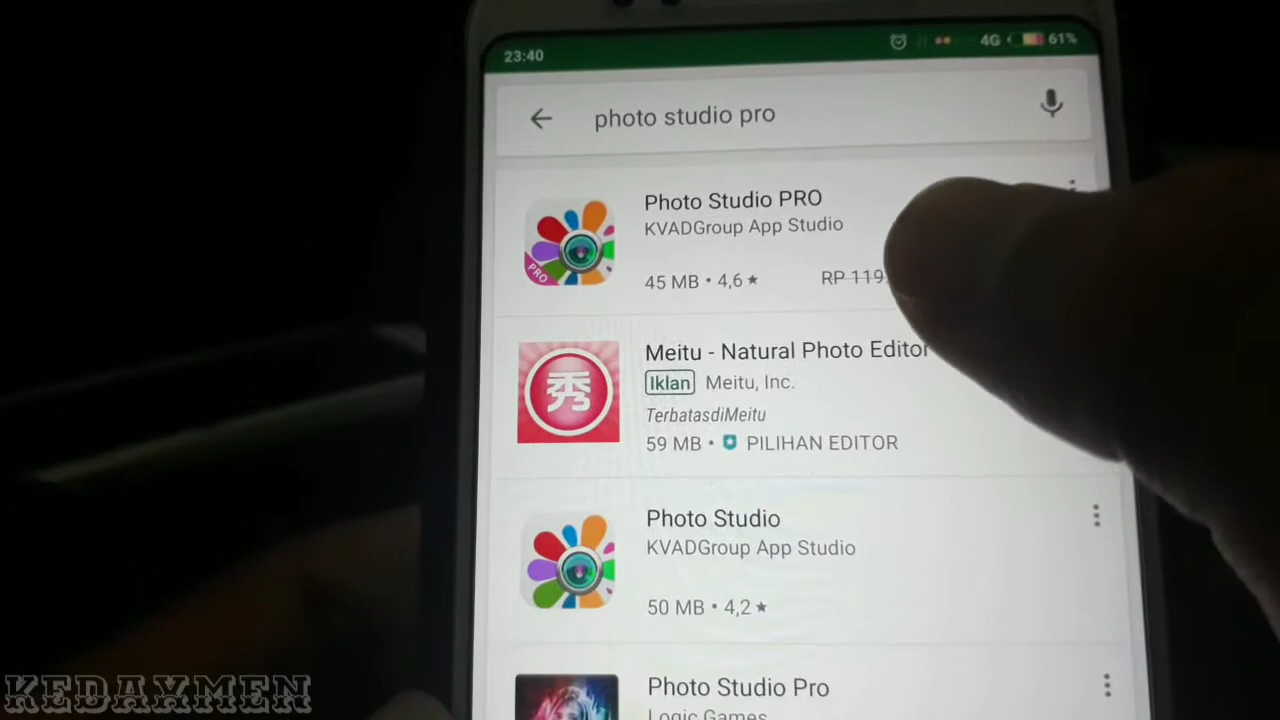 23:40 4G 61%
photo studio pro
Photo Studio PRO
KVADGroup App Studio
PRO
45 MB • 4,6 ★ RP 119
Meitu - Natural Photo Editor
秀
Iklan Meitu, Inc.
TerbatasdiMeitu
59 MB • PILIHAN EDITOR
Photo Studio
KVADGroup App Studio
50 MB • 4,2 ★
Photo Studio Pro
Logic Games
KEDAXMEN